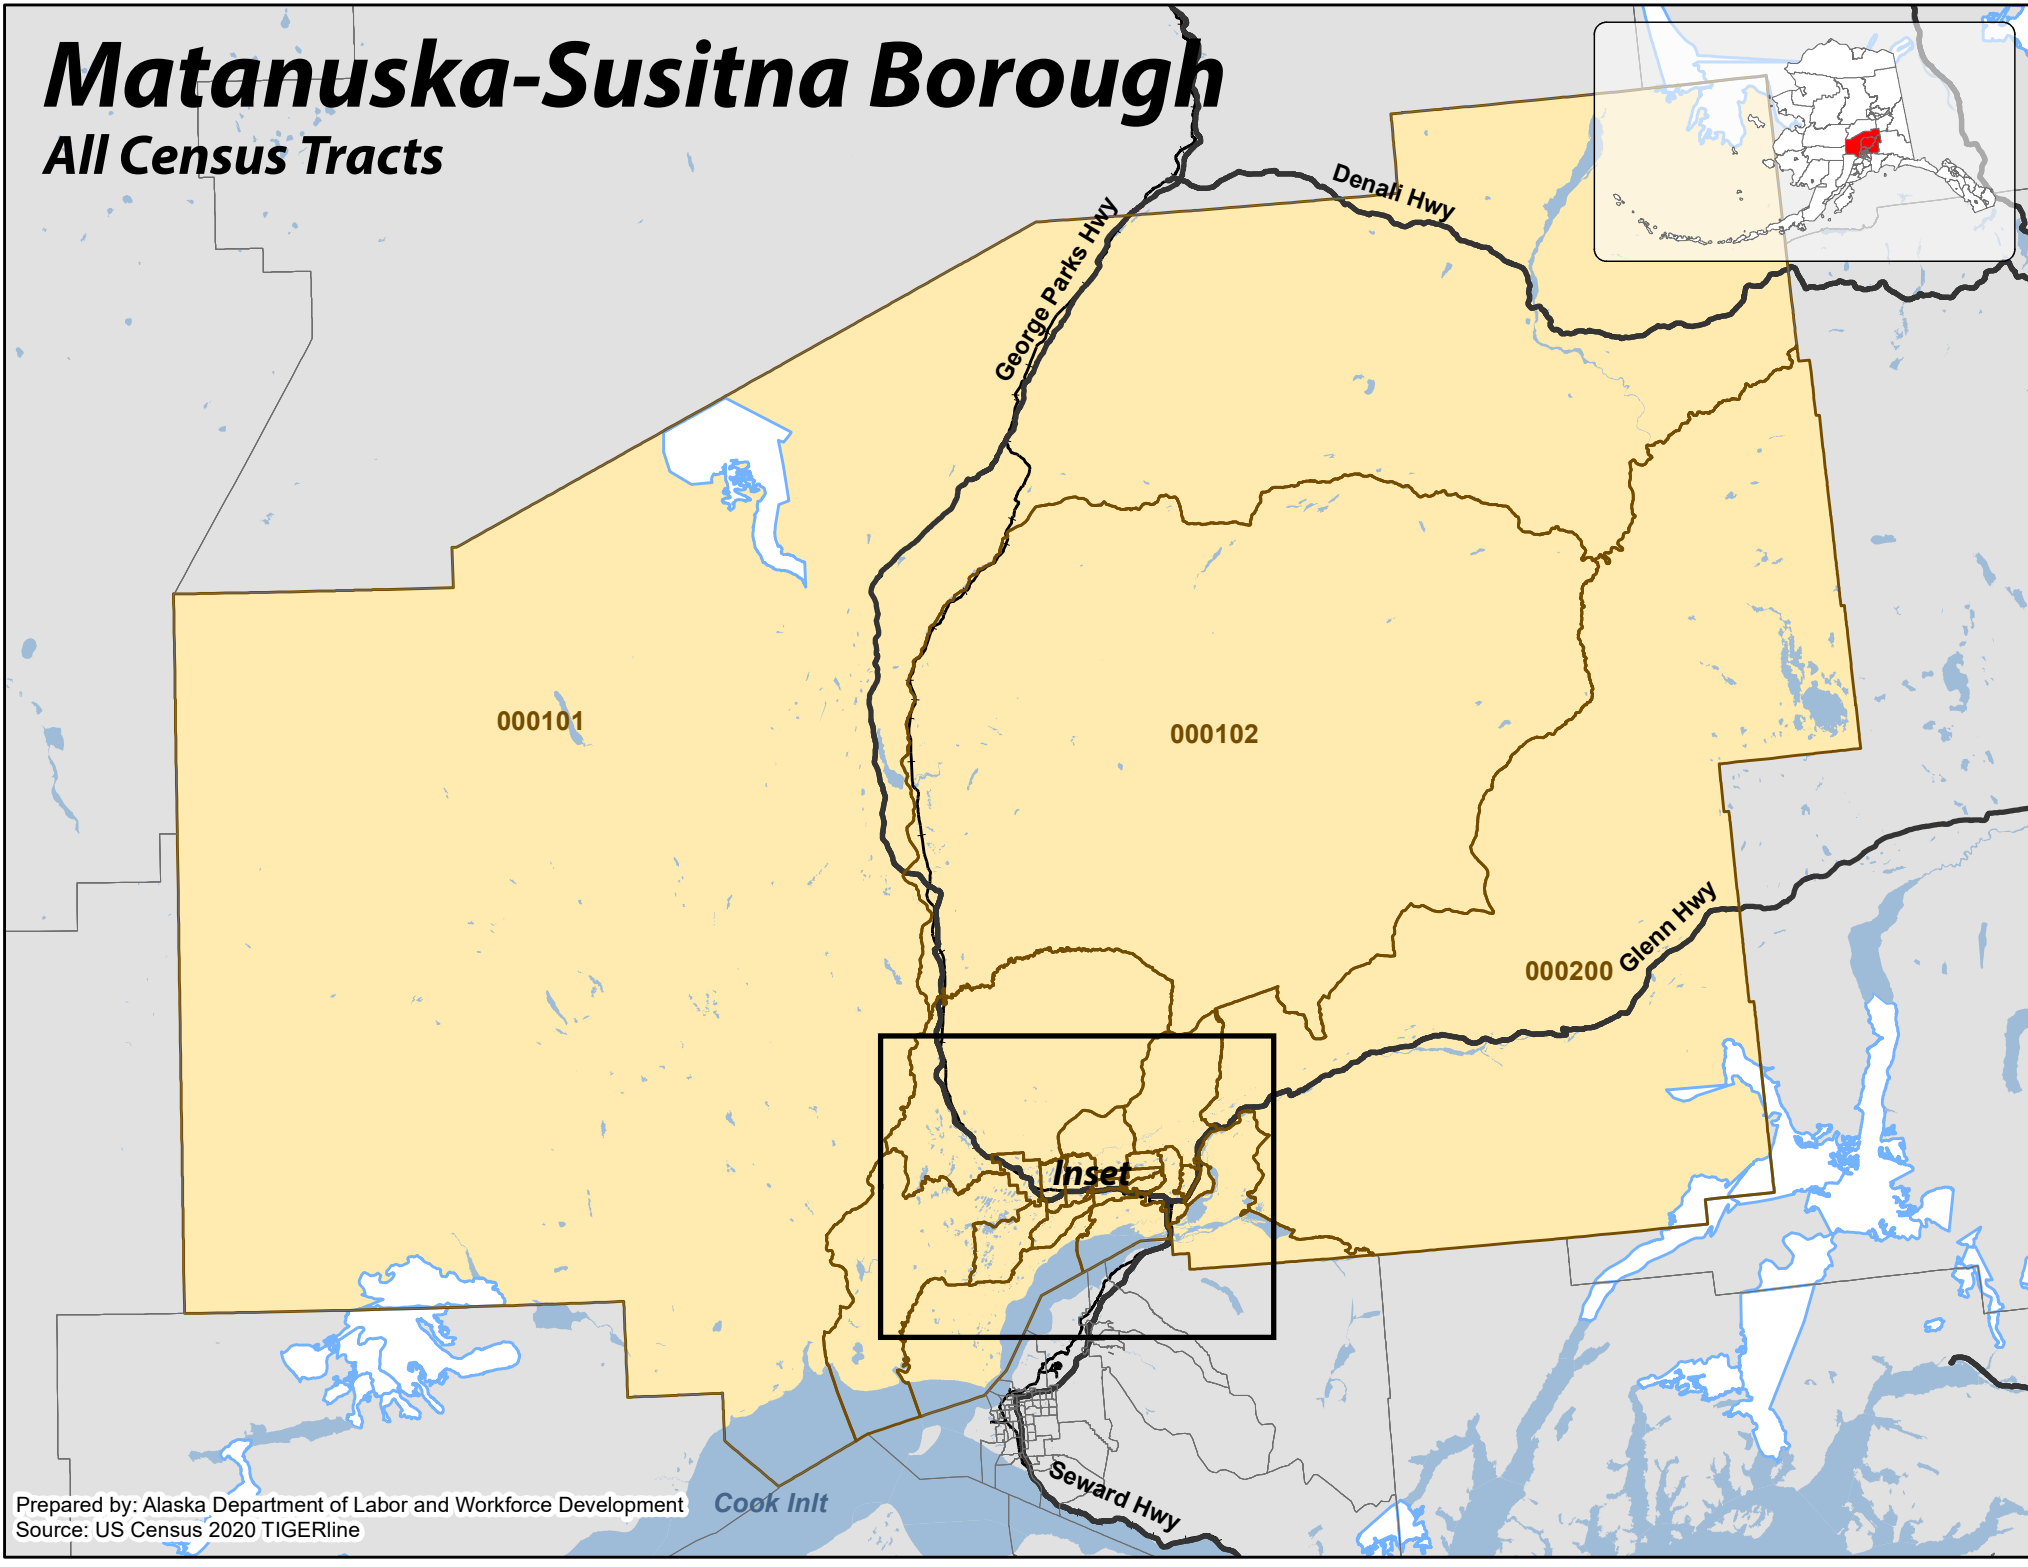 Matanuska-Susitna Borough
All Census Tracts
Denali Hwy
George Parks Hwy
000101
000102
Glenn Hwy
000200
Inset
Seward Hwy
Cook Inlt
Prepared by: Alaska Department of Labor and Workforce Development
Source: US Census 2020 TIGERline